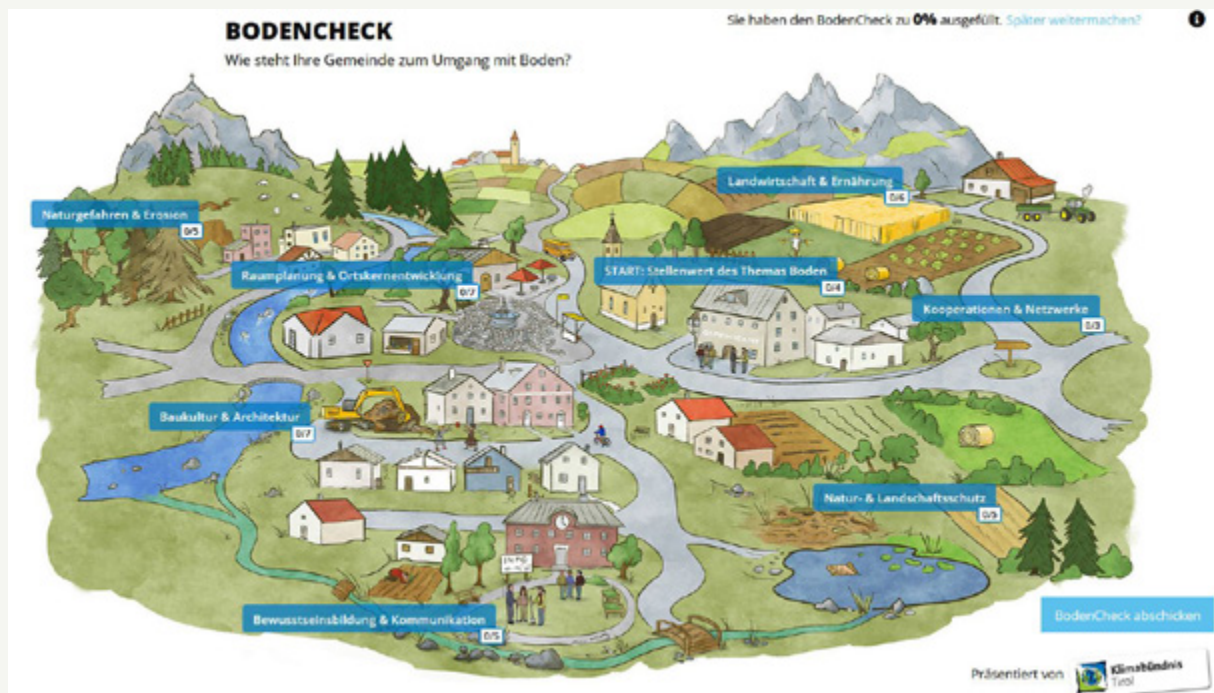 BODENCHECK
Wie steht Ihre Gemeinde zum Umgang mit Boden?
Sie haben den BodenCheck zu 0% ausgefüllt. Später weitermachen?
Landwirtschaft & Ernährung
0/6
Naturgefahren & Erosion
0/5
Raumplanung & Ortskernentwicklung
0/7
START: Stellenwert des Themas Boden
0/4
Kooperationen & Netzwerke
0/3
Baukultur & Architektur
0/7
Natur- & Landschaftsschutz
0/5
Bewusstseinsbildung & Kommunikation
0/5
BodenCheck abschicken
Präsentiert von
Klimabündnis
Tirol